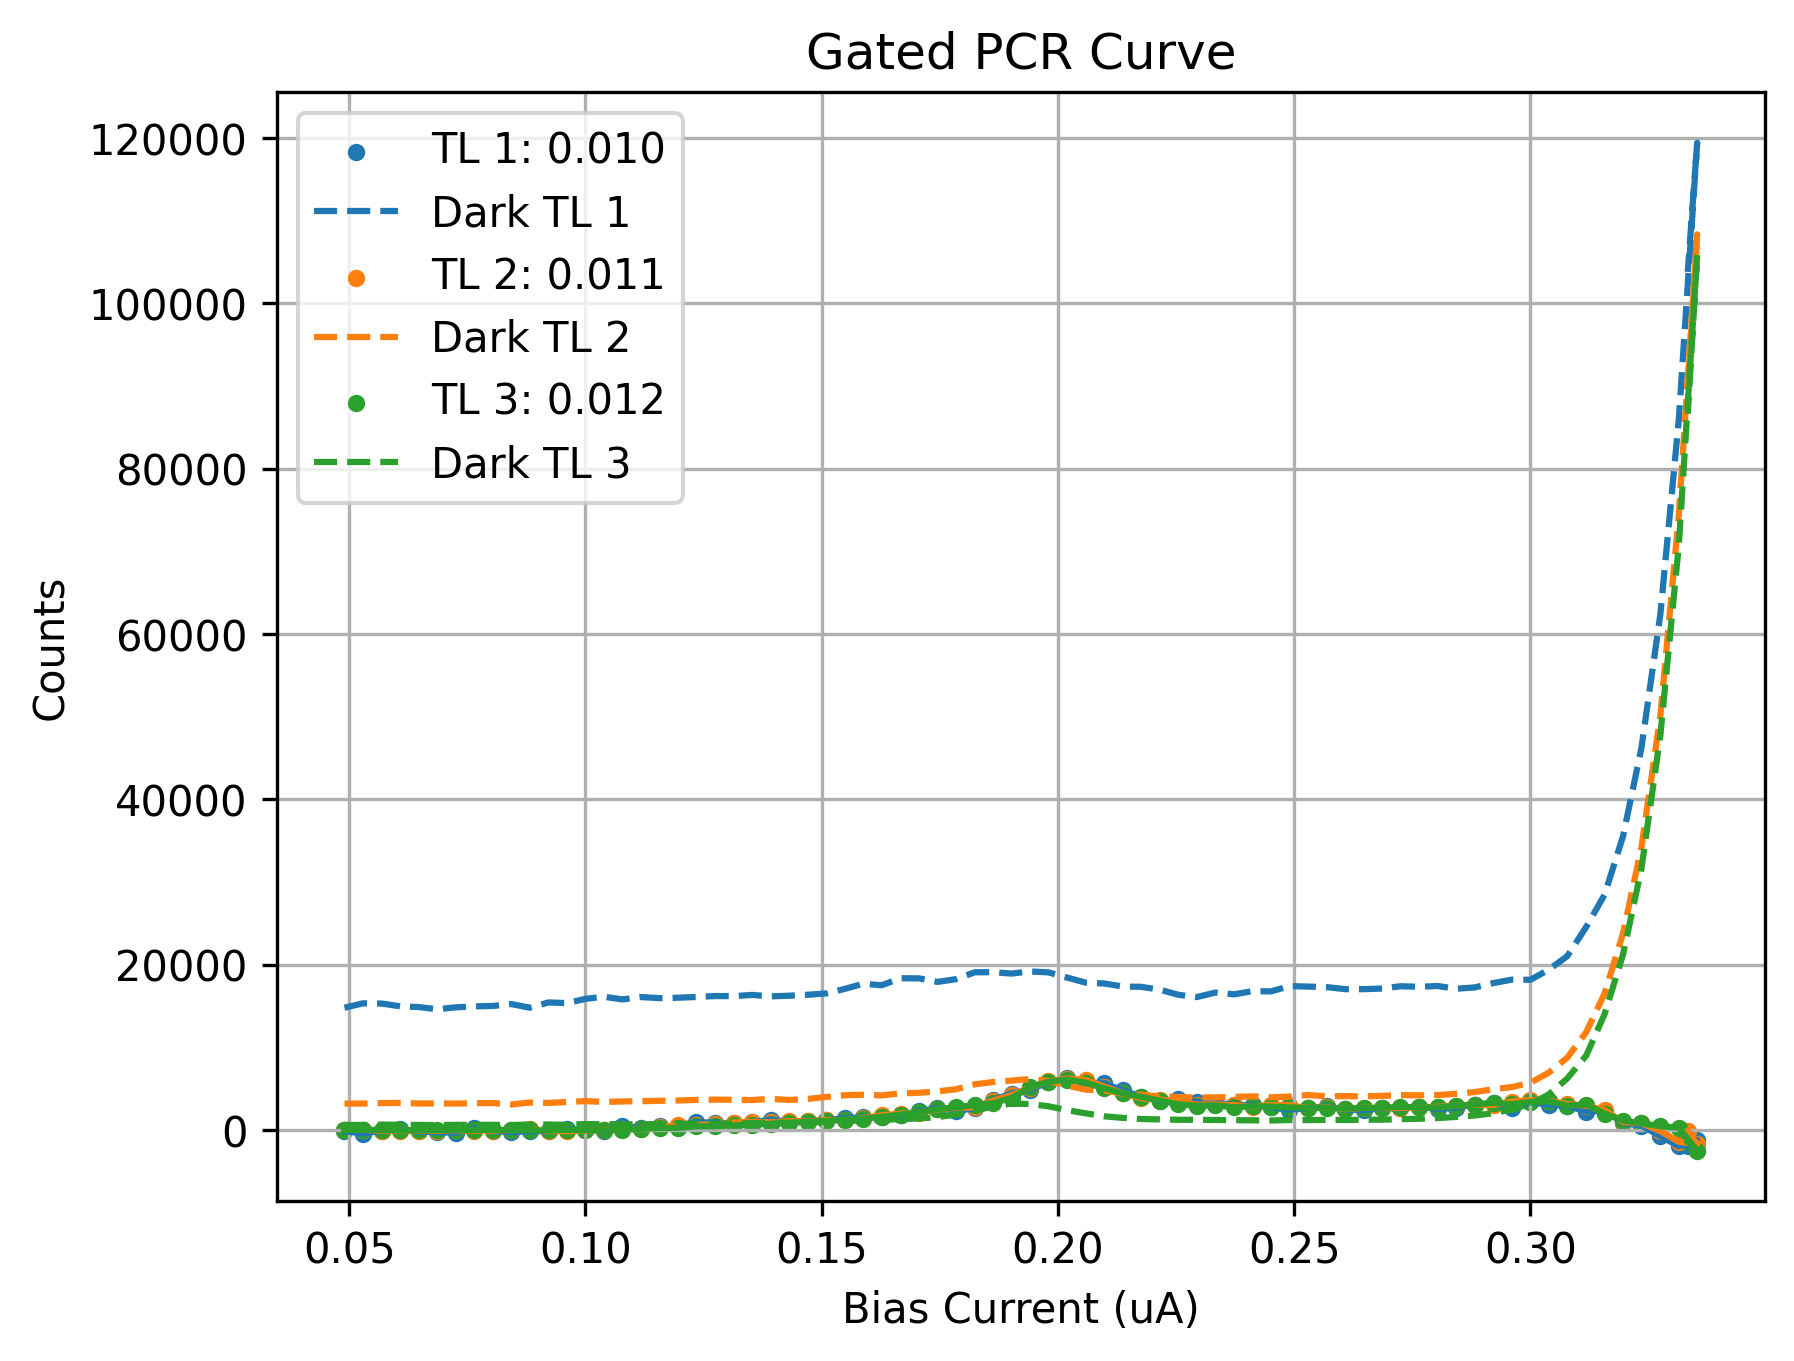 Gated PCR Curve
TL 1: 0.010
Dark TL 1
TL 2: 0.011
Dark TL 2
TL 3: 0.012
Dark TL 3
120000
100000
80000
60000
40000
20000
0
Counts
0.05 0.10 0.15 0.20 0.25 0.30
Bias Current (uA)